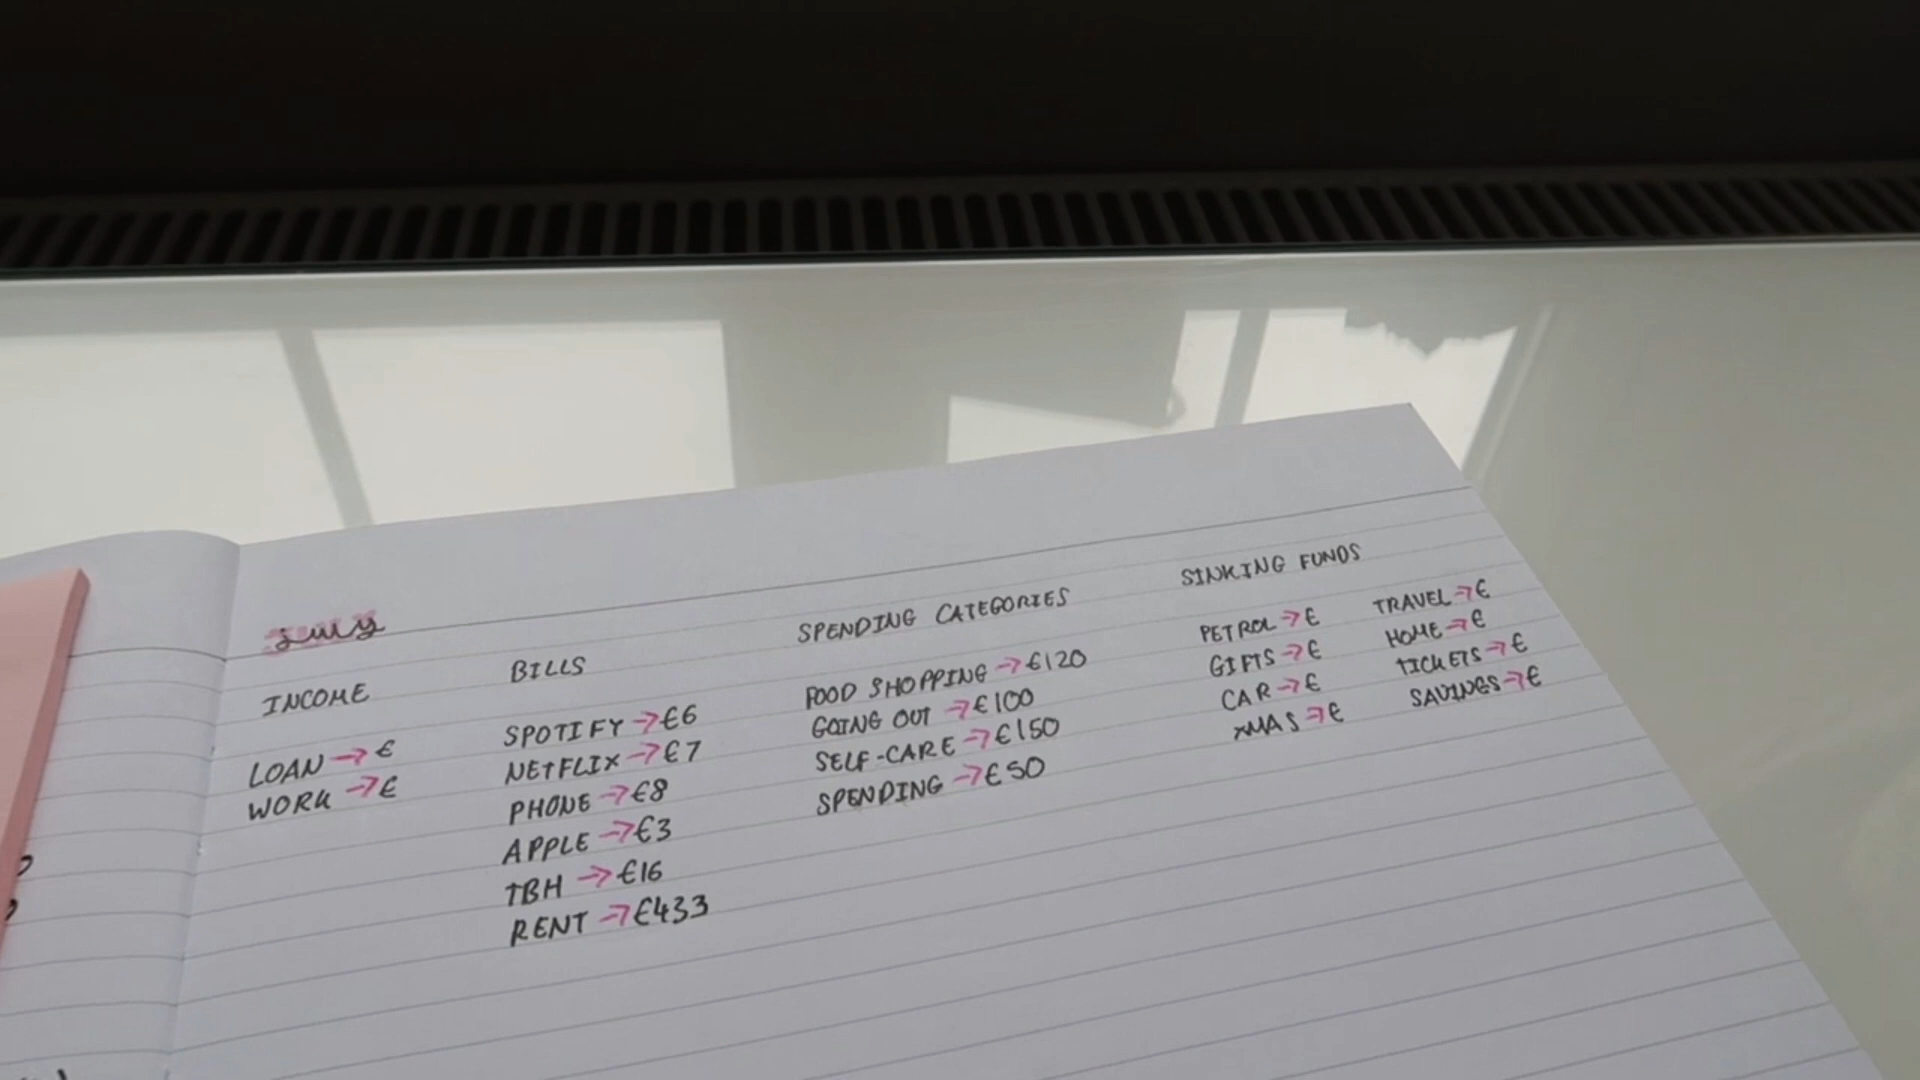 July
INCOME
LOAN → €
WORK → €
BILLS
SPOTIFY → €6
NETFLIX → €7
PHONE → €8
APPLE → €3
TBH → €16
RENT → €433
SPENDING CATEGORIES
FOOD SHOPPING → €120
GOING OUT → €100
SELF-CARE → €150
SPENDING → €50
SINKING FUNDS
PETROL → €
GIFTS → €
CAR → €
XMAS → €
TRAVEL → €
HOME → €
TICKETS → €
SAVINGS → €